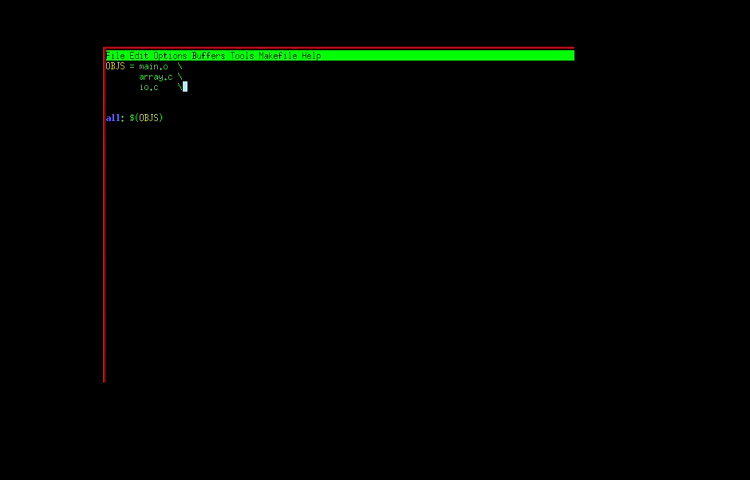 File Edit Options Buffers Tools Makefile Help
OBJS = main.o \
array.c \
io.c \
all: $(OBJS)